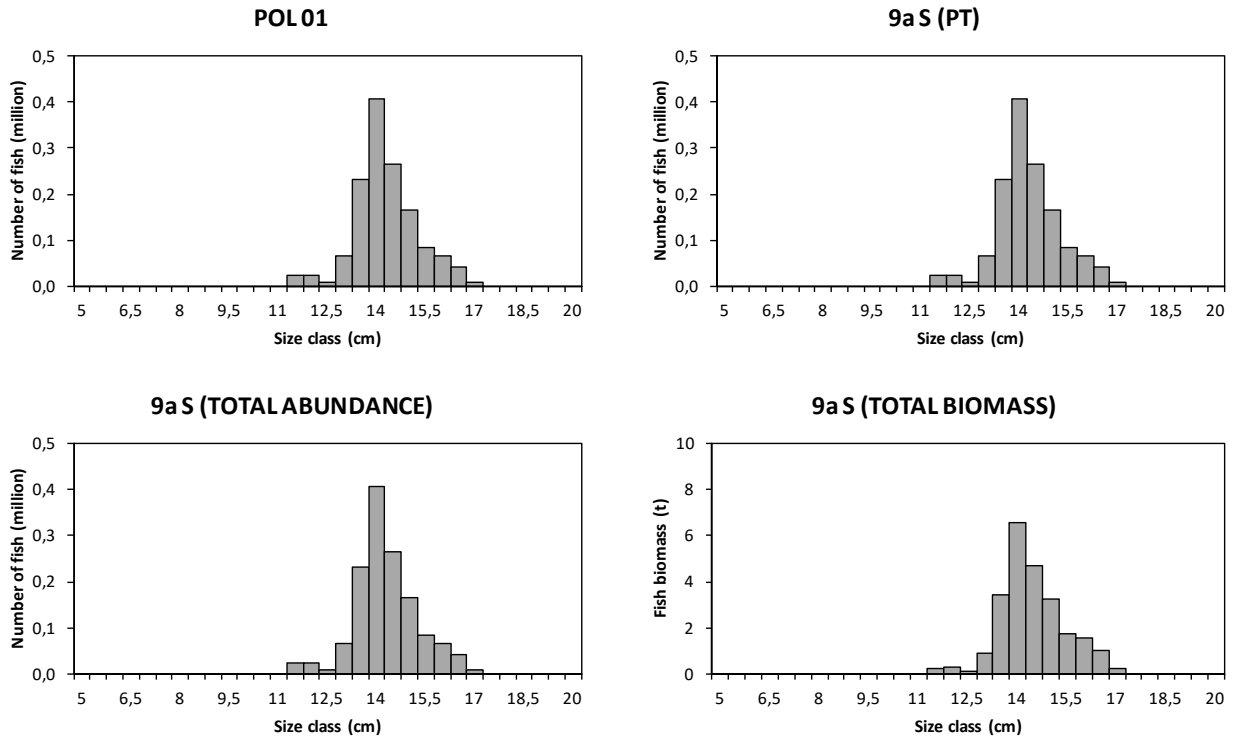 POL 01
Number of fish (million)
0,5
0,4
0,3
0,2
0,1
0,0
5 6,5 8 9,5 11 12,5 14 15,5 17 18,5 20
Size class (cm)
9a S (PT)
Number of fish (million)
0,5
0,4
0,3
0,2
0,1
0,0
5 6,5 8 9,5 11 12,5 14 15,5 17 18,5 20
Size class (cm)
9a S (TOTAL ABUNDANCE)
Number of fish (million)
0,5
0,4
0,3
0,2
0,1
0,0
5 6,5 8 9,5 11 12,5 14 15,5 17 18,5 20
Size class (cm)
9a S (TOTAL BIOMASS)
Fish biomass (t)
10
8
6
4
2
0
5 6,5 8 9,5 11 12,5 14 15,5 17 18,5 20
Size class (cm)